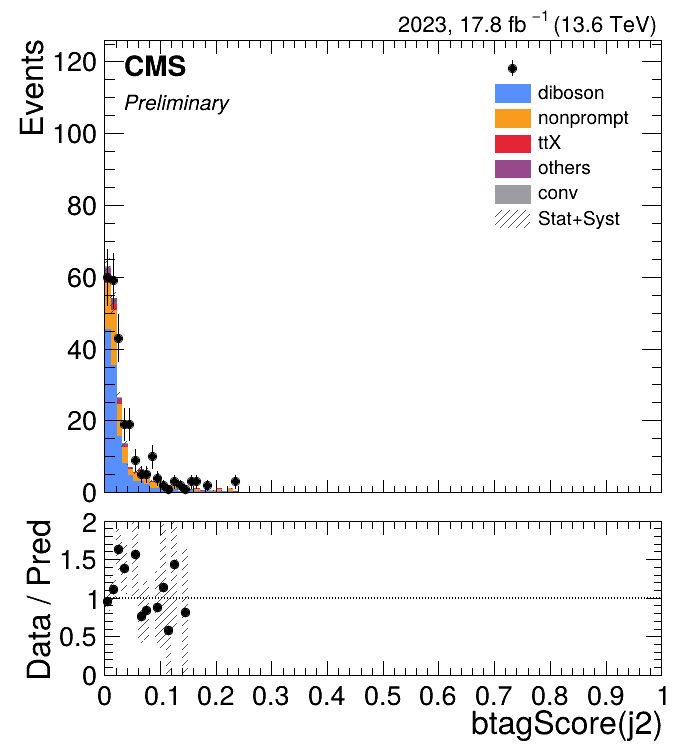 2023, 17.8 fb⁻¹ (13.6 TeV)
CMS
Preliminary
Events
120
100
80
60
40
20
0
diboson
nonprompt
ttX
others
conv
Stat+Syst
Data / Pred
2
1.5
1
0.5
0
0 0.1 0.2 0.3 0.4 0.5 0.6 0.7 0.8 0.9 1
btagScore(j2)